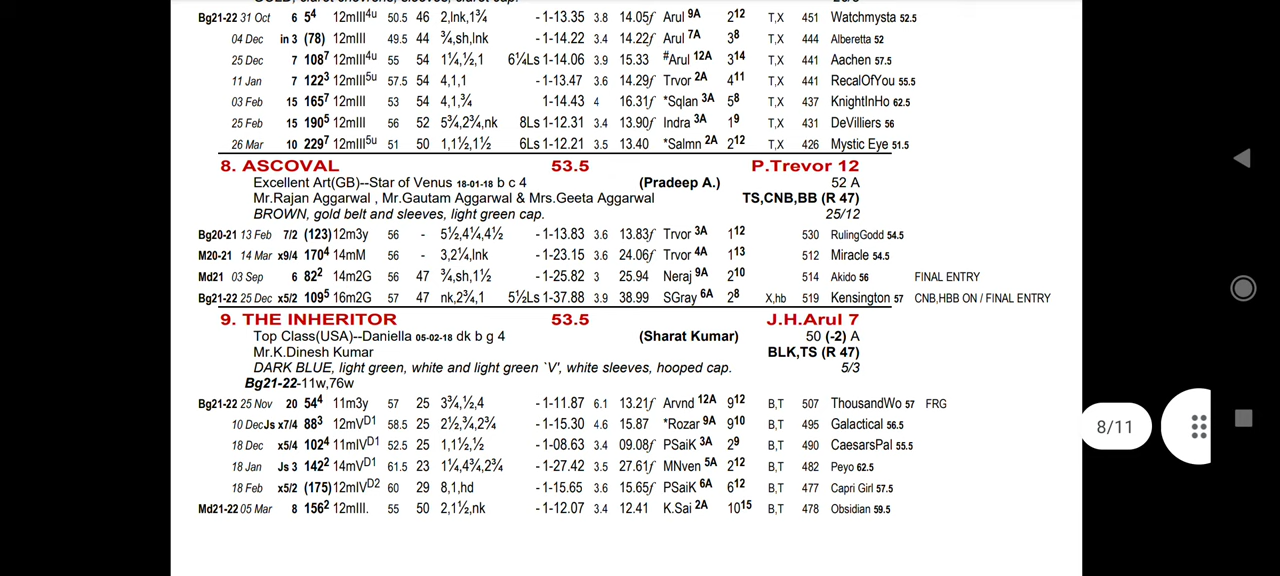 Bg21-22 31 Oct 6 5⁴ 12mIII⁴ᵘ 50.5 46 2,lnk,1¾ - 1-13.35 3.8 14.05f Arul 9A 2¹² T,X 451 Watchmysta 52.5
04 Dec in 3 (78) 12mIII 49.5 44 ¾,sh,lnk - 1-14.22 3.4 14.22f Arul 7A 3⁸ T,X 444 Alberetta 52
25 Dec 7 108⁷ 12mIII⁴ᵘ 55 54 1¼,½,1 6¼Ls 1-14.06 3.9 15.33 #Arul 12A 3¹⁴ T,X 441 Aachen 57.5
11 Jan 7 122³ 12mIII⁵ᵘ 57.5 54 4,1,1 - 1-13.47 3.6 14.29f Trvor 2A 4¹¹ T,X 441 RecalOfYou 55.5
03 Feb 15 165⁷ 12mIII 53 54 4,1,¾ 1-14.43 4 16.31f *Sqlan 3A 5⁸ T,X 437 KnightInHo 62.5
25 Feb 15 190⁵ 12mIII 56 52 5¾,2¾,nk 8Ls 1-12.31 3.4 13.90f Indra 3A 1⁹ T,X 431 DeVilliers 56
26 Mar 10 229⁷ 12mIII⁵ᵘ 51 50 1,1½,1½ 6Ls 1-12.21 3.5 13.40 *Salmn 2A 2¹² T,X 426 Mystic Eye 51.5
8. ASCOVAL 53.5 P.Trevor 12
Excellent Art(GB)--Star of Venus 18-01-18 b c 4 (Pradeep A.) 52 A
Mr.Rajan Aggarwal , Mr.Gautam Aggarwal & Mrs.Geeta Aggarwal TS,CNB,BB (R 47)
BROWN, gold belt and sleeves, light green cap. 25/12
Bg20-21 13 Feb 7/2 (123) 12m3y 56 - 5½,4¼,4½ - 1-13.83 3.6 13.83f Trvor 3A 1¹² 530 RulingGodd 54.5
M20-21 14 Mar x9/4 170⁴ 14mM 56 - 3,2¼,lnk - 1-23.15 3.6 24.06f Trvor 4A 1¹³ 512 Miracle 54.5
Md21 03 Sep 6 82² 14m2G 56 47 ¾,sh,1½ - 1-25.82 3 25.94 Neraj 9A 2¹⁰ 514 Akido 56 FINAL ENTRY
Bg21-22 25 Dec x5/2 109⁵ 16m2G 57 47 nk,2¾,1 5½Ls 1-37.88 3.9 38.99 SGray 6A 2⁸ X,hb 519 Kensington 57 CNB,HBB ON / FINAL ENTRY
9. THE INHERITOR 53.5 J.H.Arul 7
Top Class(USA)--Daniella 05-02-18 dk b g 4 (Sharat Kumar) 50 (-2) A
Mr.K.Dinesh Kumar BLK,TS (R 47)
DARK BLUE, light green, white and light green `V', white sleeves, hooped cap. 5/3
Bg21-22-11w,76w
Bg21-22 25 Nov 20 54⁴ 11m3y 57 25 3¾,½,4 - 1-11.87 6.1 13.21f Arvnd 12A 9¹² B,T 507 ThousandWo 57 FRG
10 Dec Js x7/4 88³ 12mVD1 58.5 25 2½,¾,2¾ - 1-15.30 4.6 15.87 *Rozar 9A 9¹⁰ B,T 495 Galactical 56.5
18 Dec x5/4 102⁴ 11mIVD1 52.5 25 1,1½,½ - 1-08.63 3.4 09.08f PSaiK 3A 2⁹ B,T 490 CaesarsPal 55.5
18 Jan Js 3 142² 14mVD1 61.5 23 1¼,4¾,2¾ - 1-27.42 3.5 27.61f MNven 5A 2¹² B,T 482 Peyo 62.5
18 Feb x5/2 (175) 12mIVD2 60 29 8,1,hd - 1-15.65 3.6 15.65f PSaiK 6A 6¹² B,T 477 Capri Girl 57.5
Md21-22 05 Mar 8 156² 12mIII. 55 50 2,1½,nk - 1-12.07 3.4 12.41 K.Sai 2A 10¹⁵ B,T 478 Obsidian 59.5
8/11